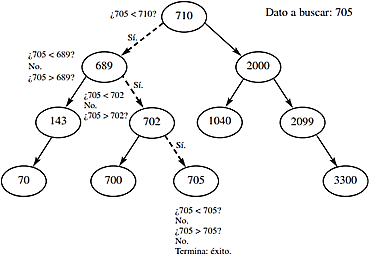 ¿705 < 710?
710
Dato a buscar: 705
Sí.
¿705 < 689?
No.
¿705 > 689?
689
2000
Sí.
¿705 < 702
No.
¿705 > 702?
143
702
1040
2099
Sí.
70
700
705
3300
¿705 < 705?
No.
¿705 > 705?
No.
Termina: éxito.